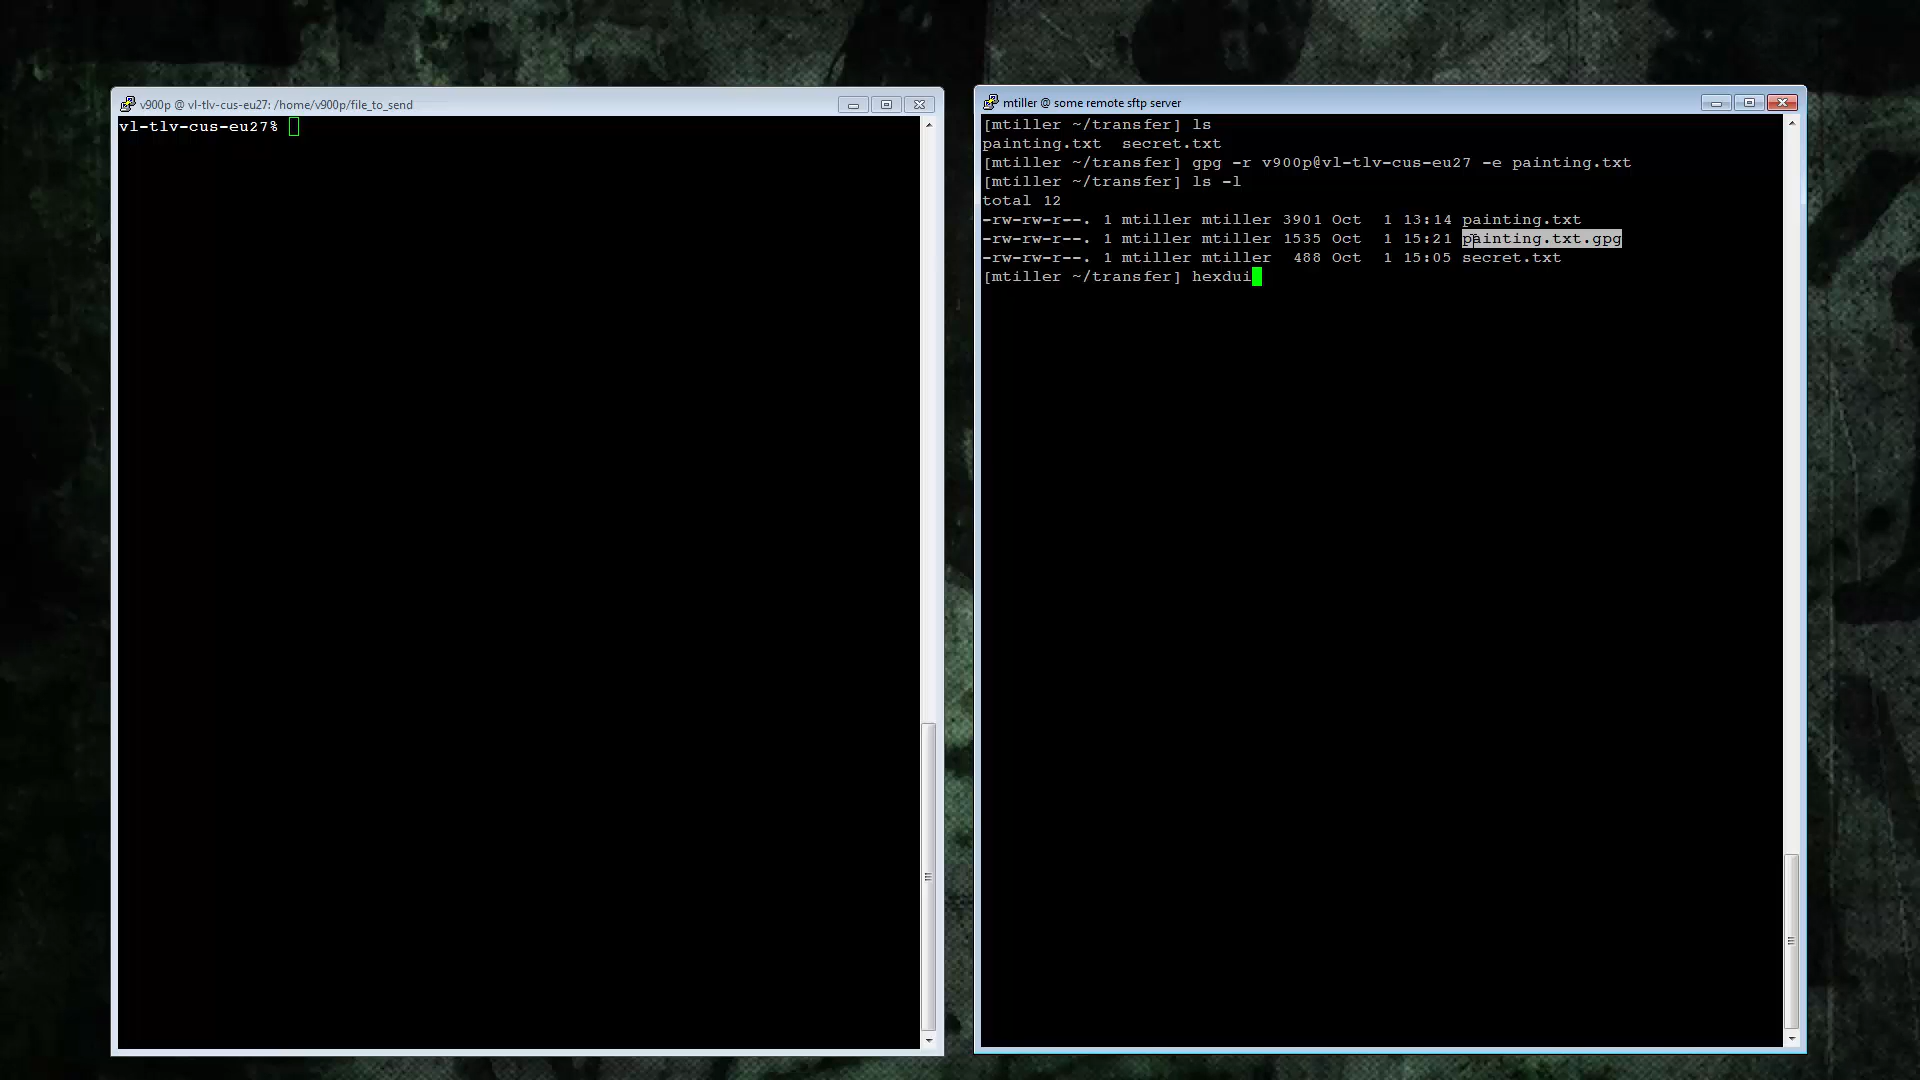 v900p @ vl-tlv-cus-eu27: /home/v900p/file_to_send
vl-tlv-cus-eu27%
mtiller @ some remote sftp server
[mtiller ~/transfer] ls
painting.txt  secret.txt
[mtiller ~/transfer] gpg -r v900p@vl-tlv-cus-eu27 -e painting.txt
[mtiller ~/transfer] ls -l
total 12
-rw-rw-r--. 1 mtiller mtiller 3901 Oct  1 13:14 painting.txt
-rw-rw-r--. 1 mtiller mtiller 1535 Oct  1 15:21 painting.txt.gpg
-rw-rw-r--. 1 mtiller mtiller  488 Oct  1 15:05 secret.txt
[mtiller ~/transfer] hexdui